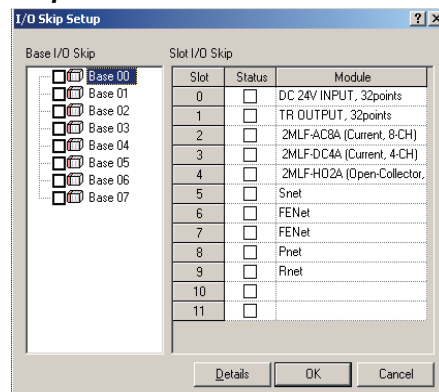 I/O Skip Setup
Base I/O Skip
Base 00
Base 01
Base 02
Base 03
Base 04
Base 05
Base 06
Base 07
Slot I/O Skip
Slot Status Module
0 DC 24V INPUT, 32points
1 TR OUTPUT, 32points
2 2MLF-AC8A (Current, 8-CH)
3 2MLF-DC4A (Current, 4-CH)
4 2MLF-HO2A (Open-Collector,
5 Snet
6 FENet
7 FENet
8 Pnet
9 Rnet
10
11
Details OK Cancel